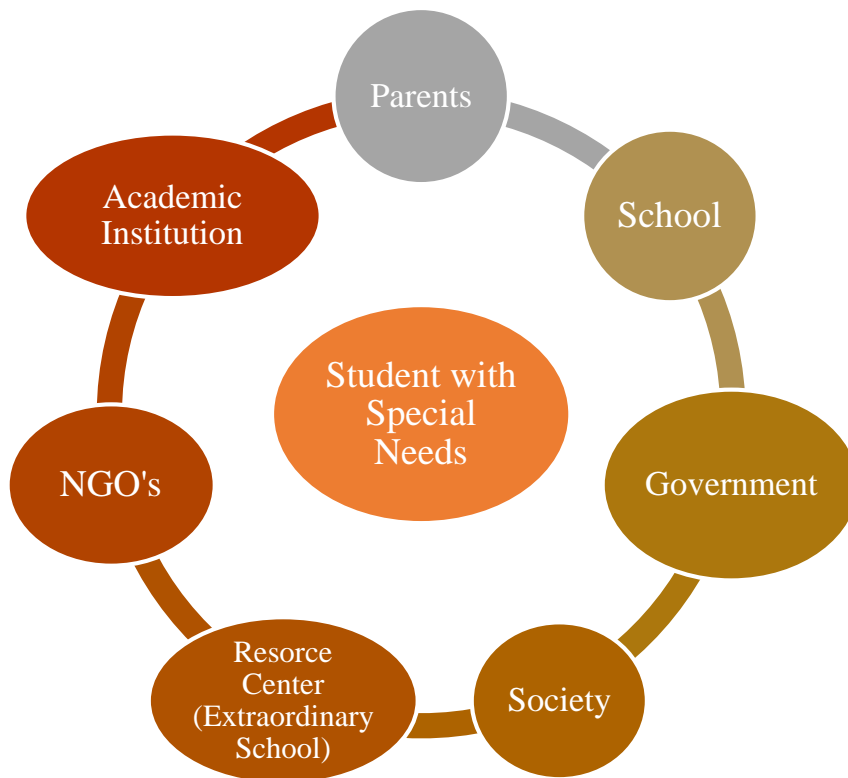 Parents
School
Academic
Institution
Student with
Special
Needs
Government
NGO's
Society
Resorce
Center
(Extraordinary
School)